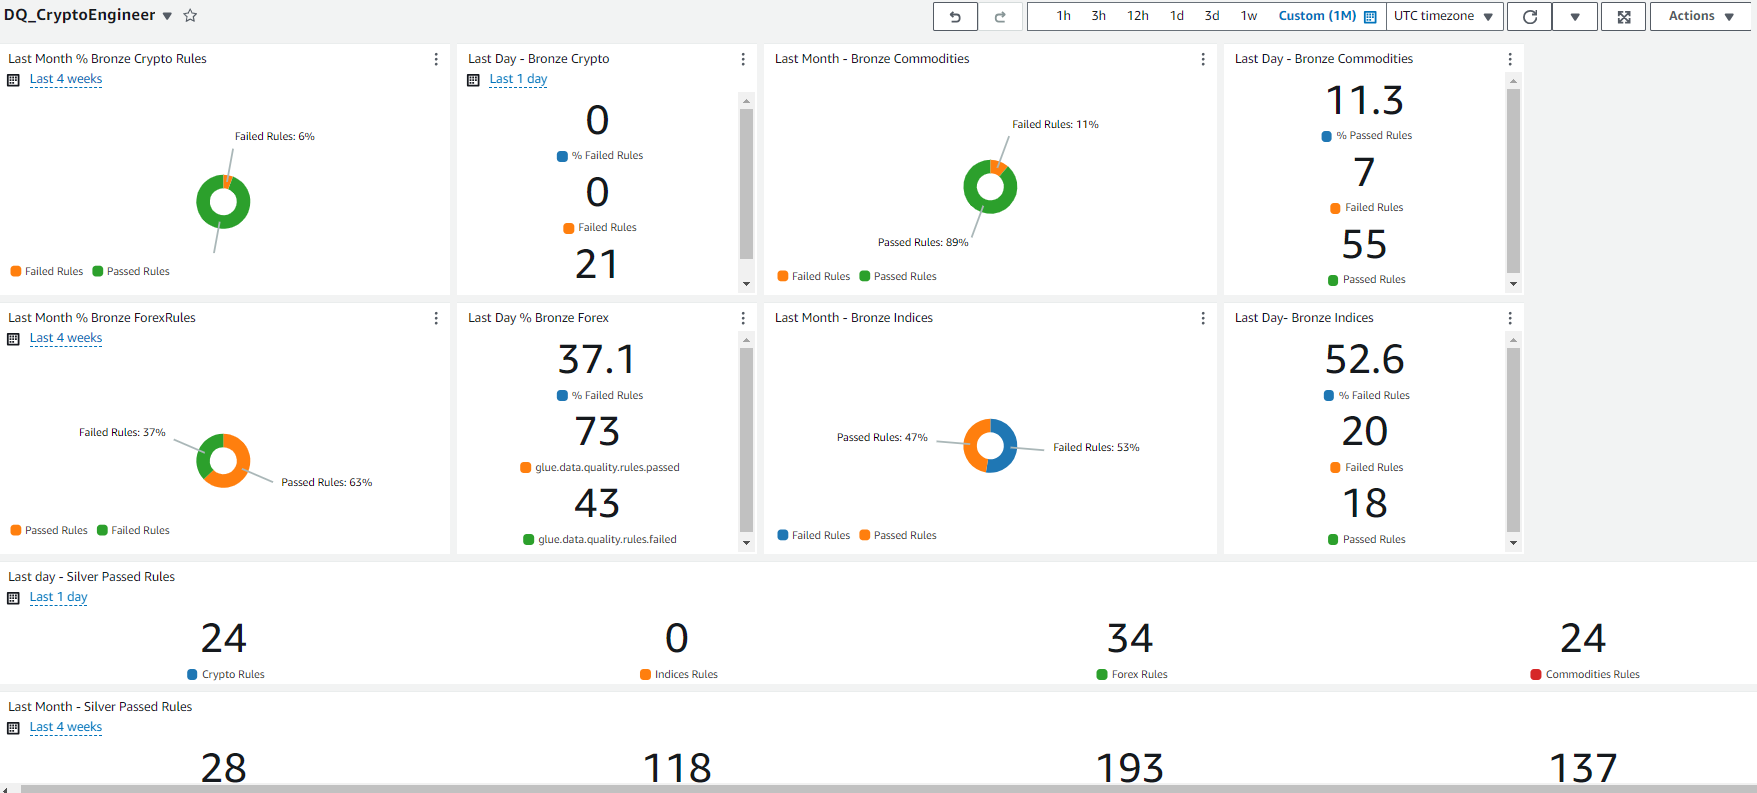 DQ_CryptoEngineer
1h 3h 12h 1d 3d 1w Custom (1M) UTC timezone Actions
Last Month % Bronze Crypto Rules
Last 4 weeks
Failed Rules: 6%
Failed Rules Passed Rules
Last Day - Bronze Crypto
Last 1 day
0
% Failed Rules
0
Failed Rules
21
Last Month - Bronze Commodities
Failed Rules: 11%
Passed Rules: 89%
Failed Rules Passed Rules
Last Day - Bronze Commodities
11.3
% Passed Rules
7
Failed Rules
55
Passed Rules
Last Month % Bronze ForexRules
Last 4 weeks
Failed Rules: 37%
Passed Rules: 63%
Passed Rules Failed Rules
Last Day % Bronze Forex
37.1
% Failed Rules
73
glue.data.quality.rules.passed
43
glue.data.quality.rules.failed
Last Month - Bronze Indices
Passed Rules: 47%
Failed Rules: 53%
Failed Rules Passed Rules
Last Day- Bronze Indices
52.6
% Failed Rules
20
Failed Rules
18
Passed Rules
Last day - Silver Passed Rules
Last 1 day
24 0 34 24
Crypto Rules Indices Rules Forex Rules Commodities Rules
Last Month - Silver Passed Rules
Last 4 weeks
28 118 193 137